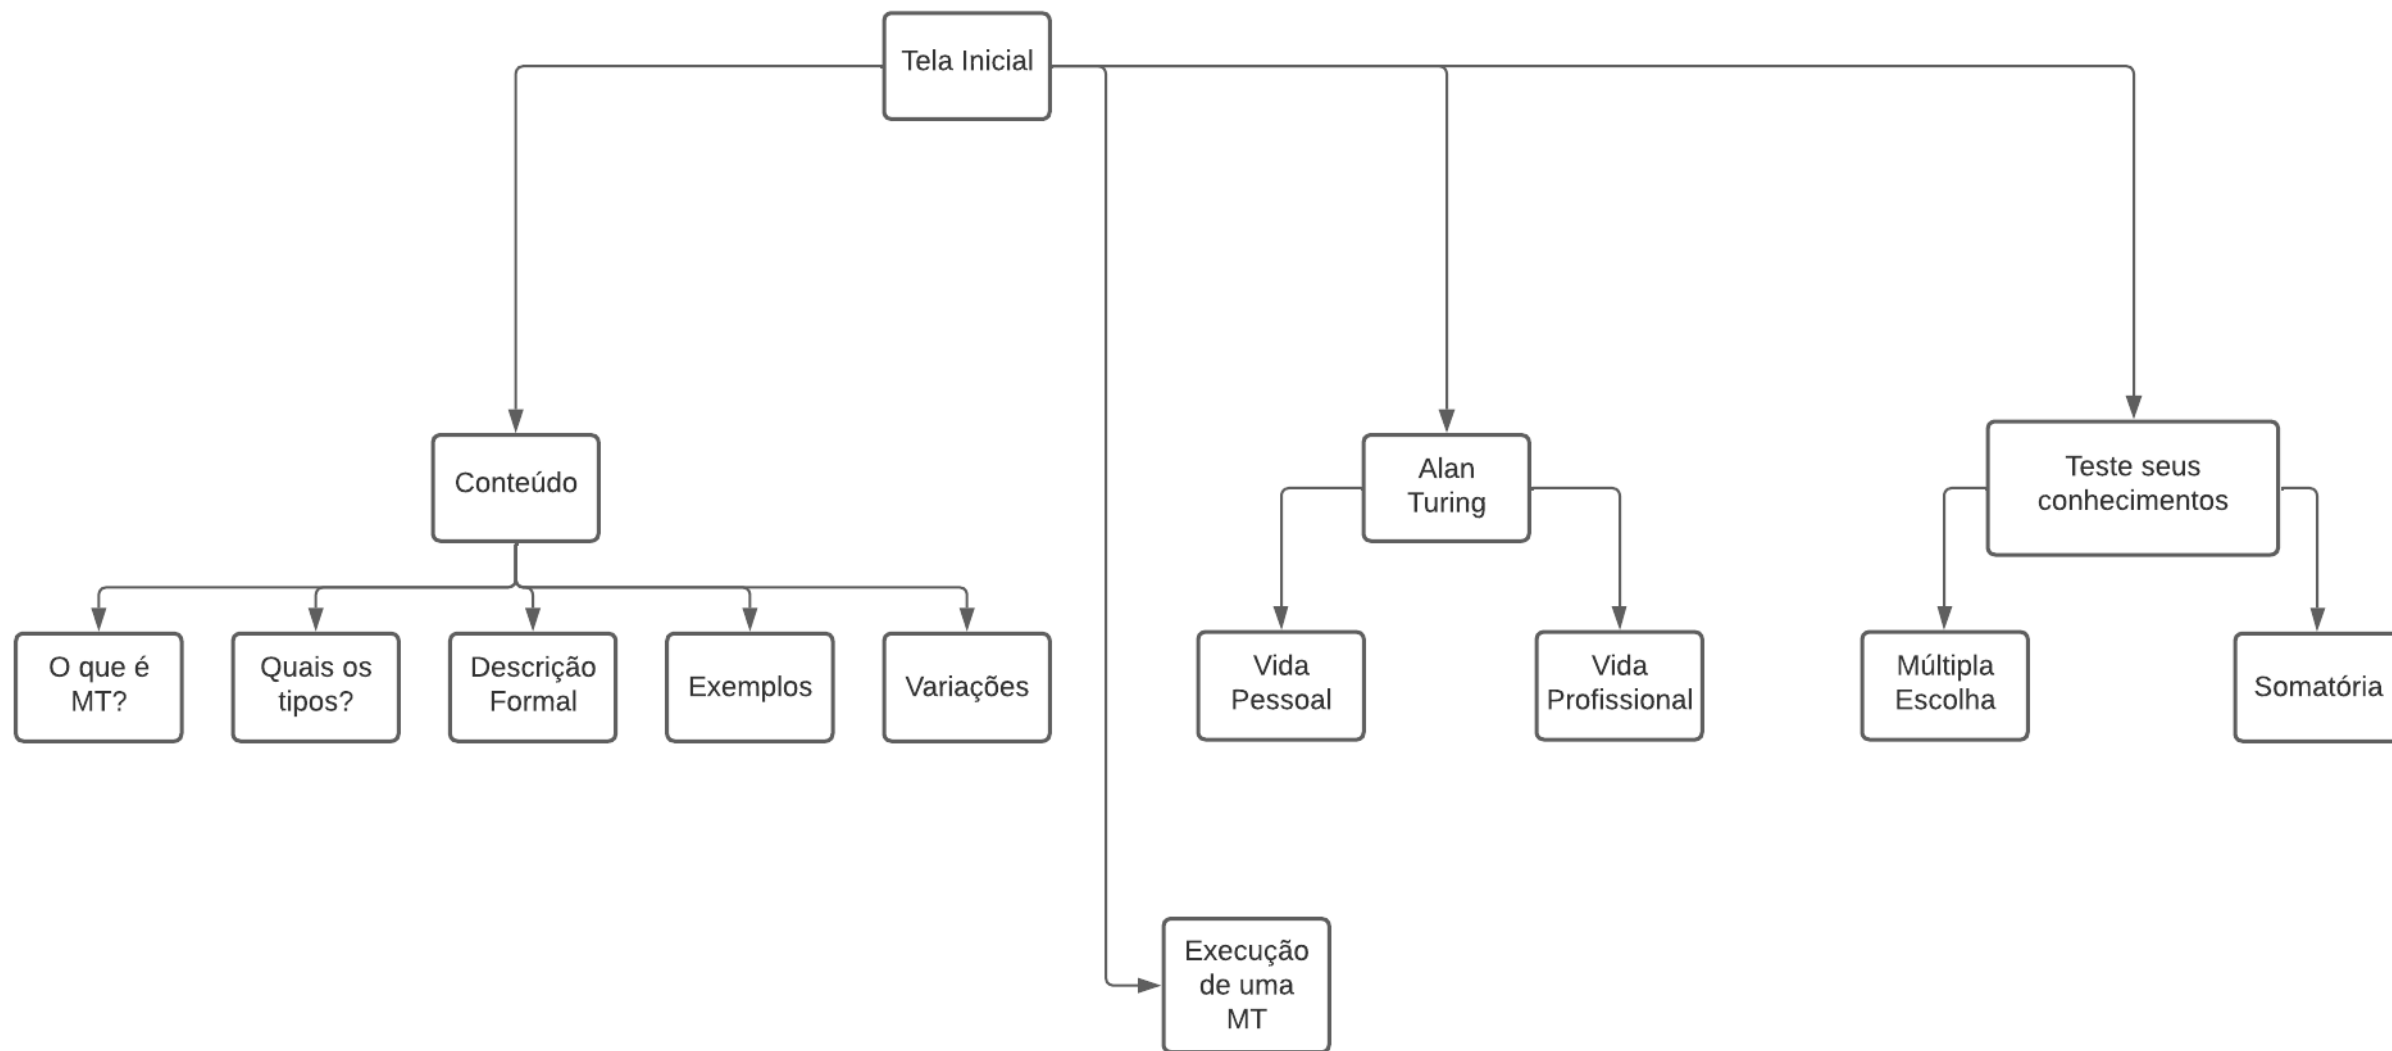 Tela Inicial
Conteúdo
Alan
Turing
Teste seus
conhecimentos
O que é
MT?
Quais os
tipos?
Descrição
Formal
Exemplos
Variações
Vida
Pessoal
Vida
Profissional
Múltipla
Escolha
Somatória
Execução
de uma
MT